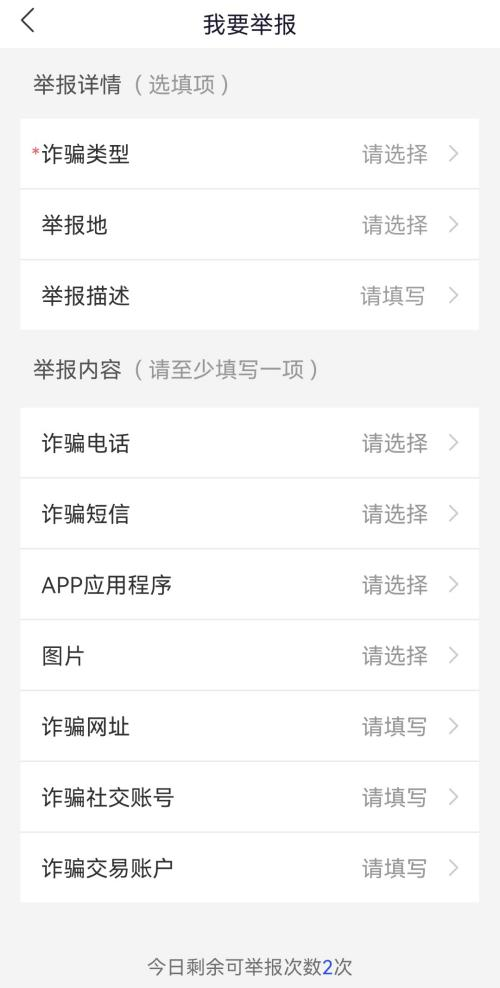 我要举报
举报详情（选填项）
*诈骗类型 请选择
举报地 请选择
举报描述 请填写
举报内容（请至少填写一项）
诈骗电话 请选择
诈骗短信 请选择
APP应用程序 请选择
图片 请选择
诈骗网址 请填写
诈骗社交账号 请填写
诈骗交易账户 请填写
今日剩余可举报次数2次